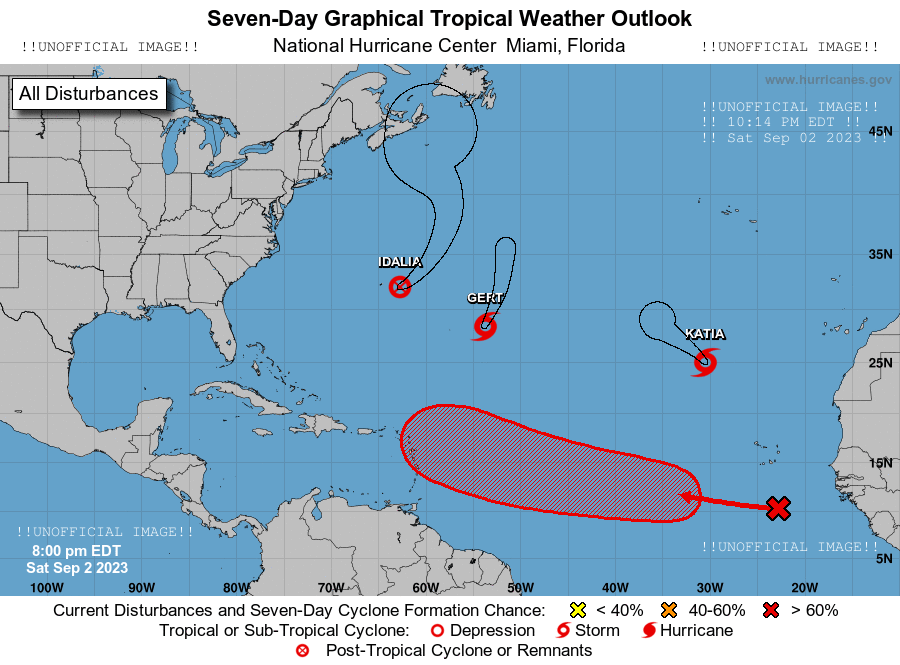 Seven-Day Graphical Tropical Weather Outlook
!!UNOFFICIAL IMAGE!! National Hurricane Center Miami, Florida !!UNOFFICIAL IMAGE!!
www.hurricanes.gov
All Disturbances
!!UNOFFICIAL IMAGE!!
!! 10:14 PM EDT !!
45N
!! Sat Sep 02 2023 !!
35N
IDALIA
GERT
KATIA
25N
15N
!!UNOFFICIAL IMAGE!!
!!UNOFFICIAL IMAGE!!
8:00 pm EDT
5N
Sat Sep 2 2023
100W 90W 80W 70W 60W 50W 40W 30W 20W
Current Disturbances and Seven-Day Cyclone Formation Chance: < 40% 40-60% > 60%
Tropical or Sub-Tropical Cyclone: Depression Storm Hurricane
Post-Tropical Cyclone or Remnants